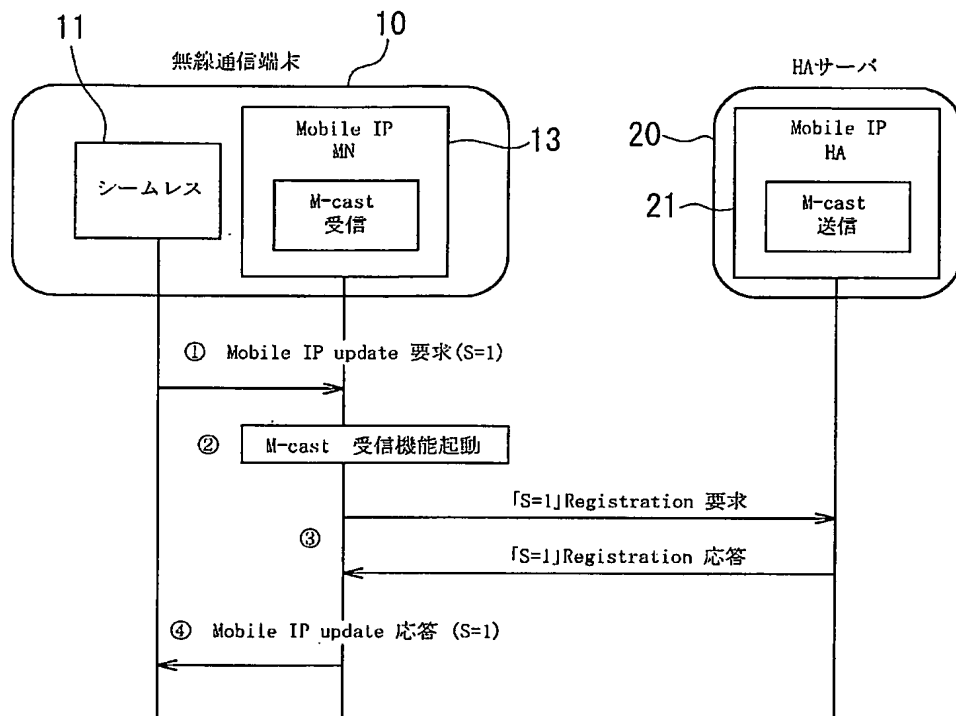 11
10
無線通信端末
HAサーバ
Mobile IP
MN
13
シームレス
M-cast
受信
20
Mobile IP
HA
21
M-cast
送信
① Mobile IP update 要求(S=1)
② M-cast 受信機能起動
「S=1」Registration 要求
③
「S=1」Registration 応答
④ Mobile IP update 応答 (S=1)